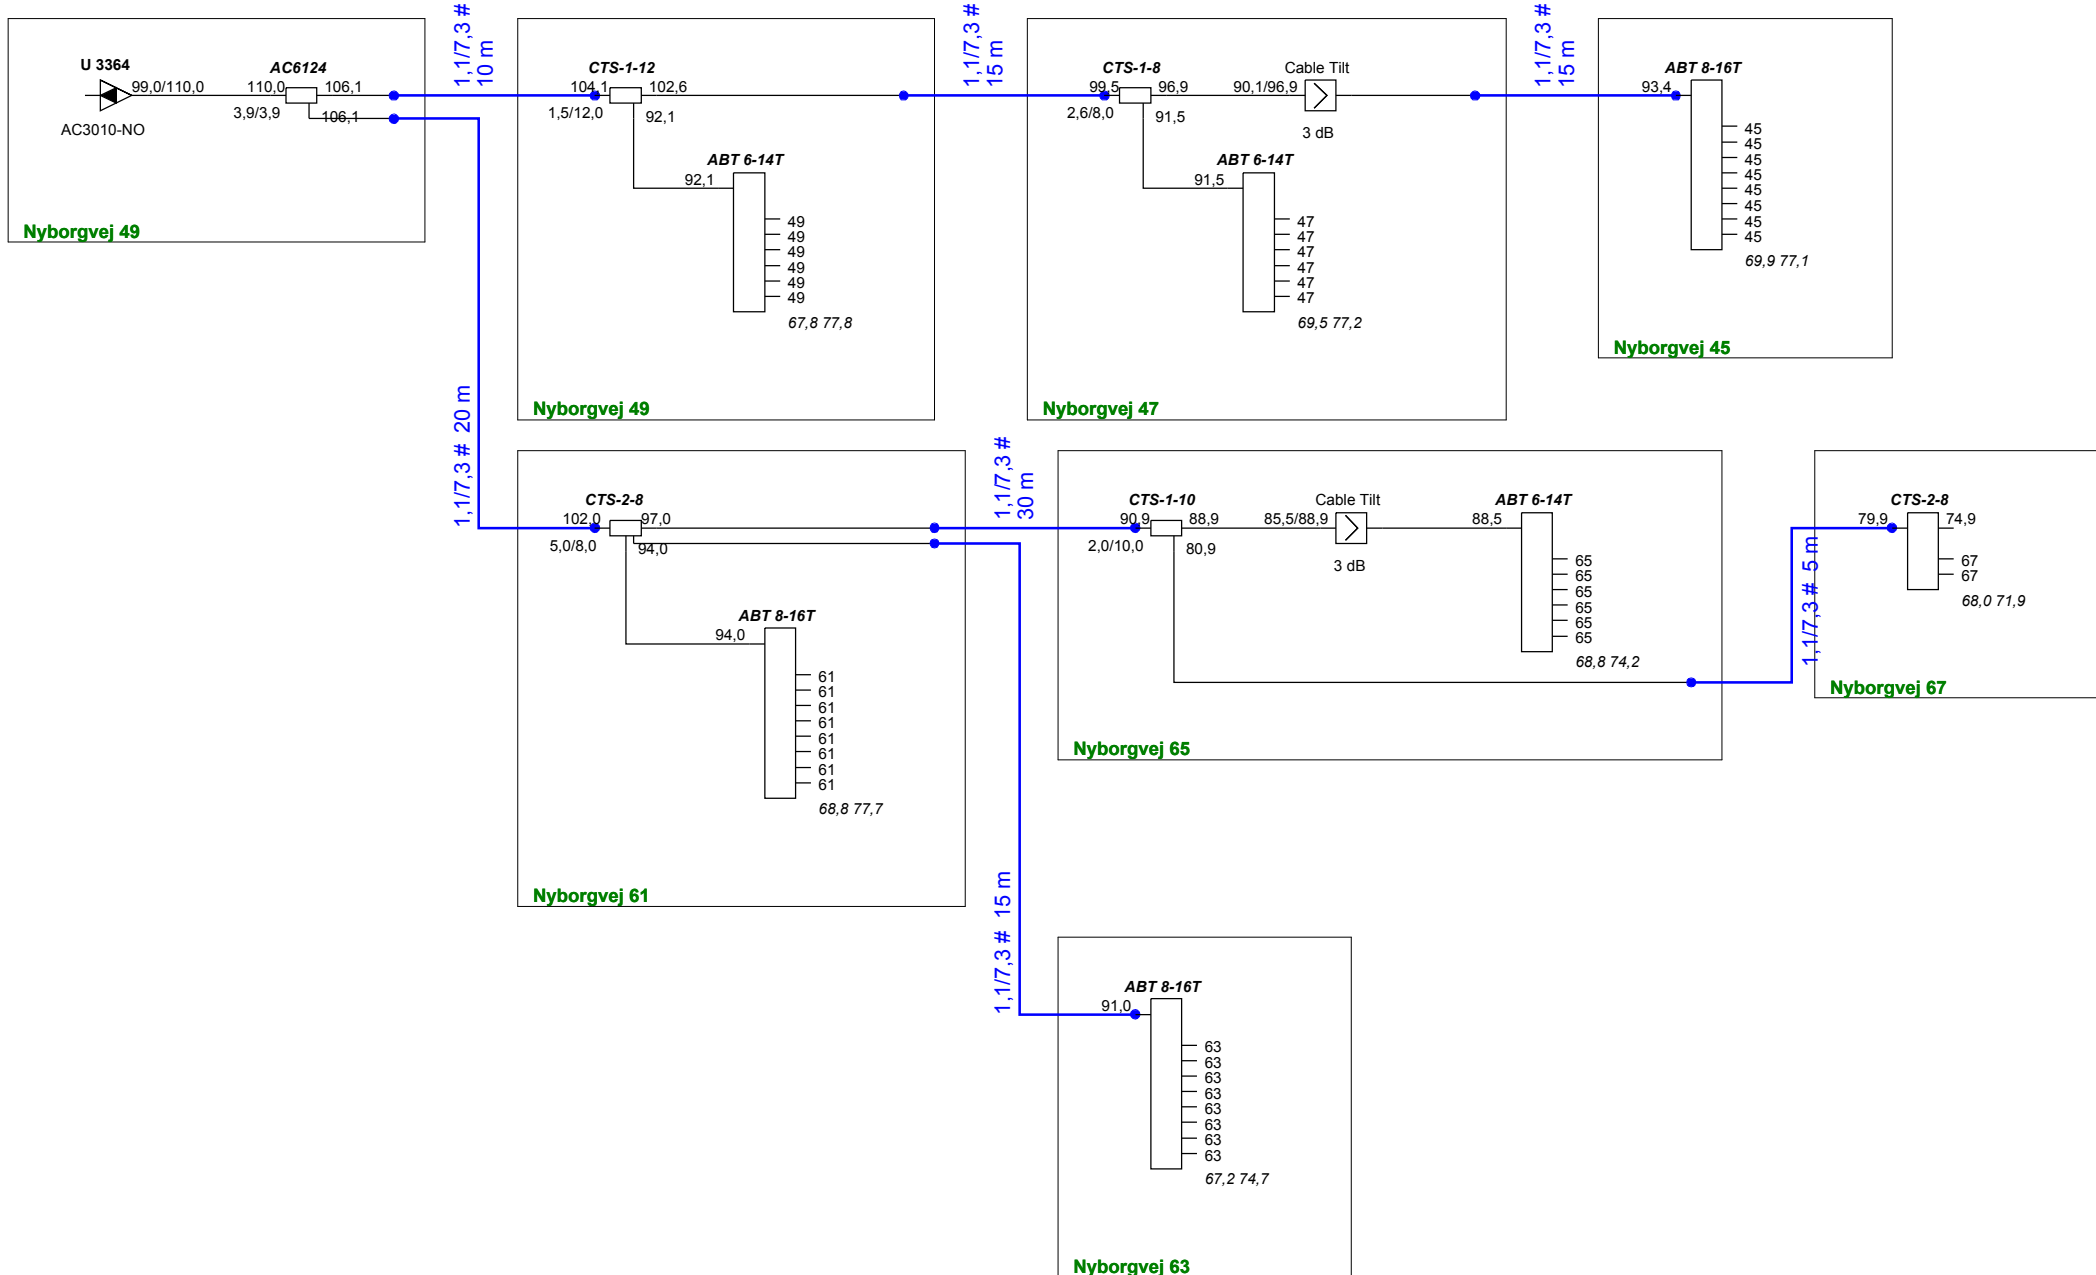 U 3364
99,0/110,0
AC3010-NO
AC6124
110,0
106,1
3,9/3,9
106,1
Nyborgvej 49
1,1/7,3 #
10 m
CTS-1-12
104,1
102,6
1,5/12,0
92,1
ABT 6-14T
92,1
49
49
49
49
49
49
67,8 77,8
Nyborgvej 49
1,1/7,3 #
15 m
CTS-1-8
99,5
96,9
2,6/8,0
91,5
Cable Tilt
90,1/96,9
3 dB
ABT 6-14T
91,5
47
47
47
47
47
47
69,5 77,2
Nyborgvej 47
1,1/7,3 #
15 m
ABT 8-16T
93,4
45
45
45
45
45
45
45
45
69,9 77,1
Nyborgvej 45
1,1/7,3 # 20 m
CTS-2-8
102,0
97,0
5,0/8,0
94,0
ABT 8-16T
94,0
61
61
61
61
61
61
61
61
68,8 77,7
Nyborgvej 61
1,1/7,3 #
30 m
CTS-1-10
90,9
88,9
2,0/10,0
80,9
Cable Tilt
85,5/88,9
3 dB
ABT 6-14T
88,5
65
65
65
65
65
65
68,8 74,2
Nyborgvej 65
1,1/7,3 # 5 m
CTS-2-8
79,9
74,9
67
67
68,0 71,9
Nyborgvej 67
1,1/7,3 # 15 m
ABT 8-16T
91,0
63
63
63
63
63
63
63
63
67,2 74,7
Nyborgvej 63